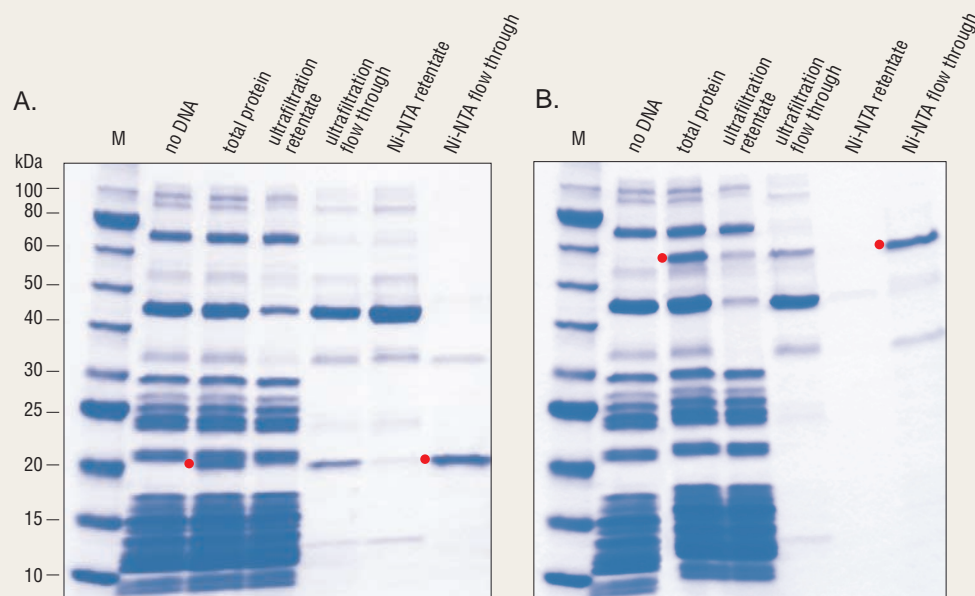 A.
M
no DNA
total protein
ultrafiltration
retentate
ultrafiltration
flow through
Ni-NTA retentate
Ni-NTA flow through
kDa
100
80
60
50
40
30
25
20
15
10
B.
M
no DNA
total protein
ultrafiltration
retentate
ultrafiltration
flow through
Ni-NTA retentate
Ni-NTA flow through